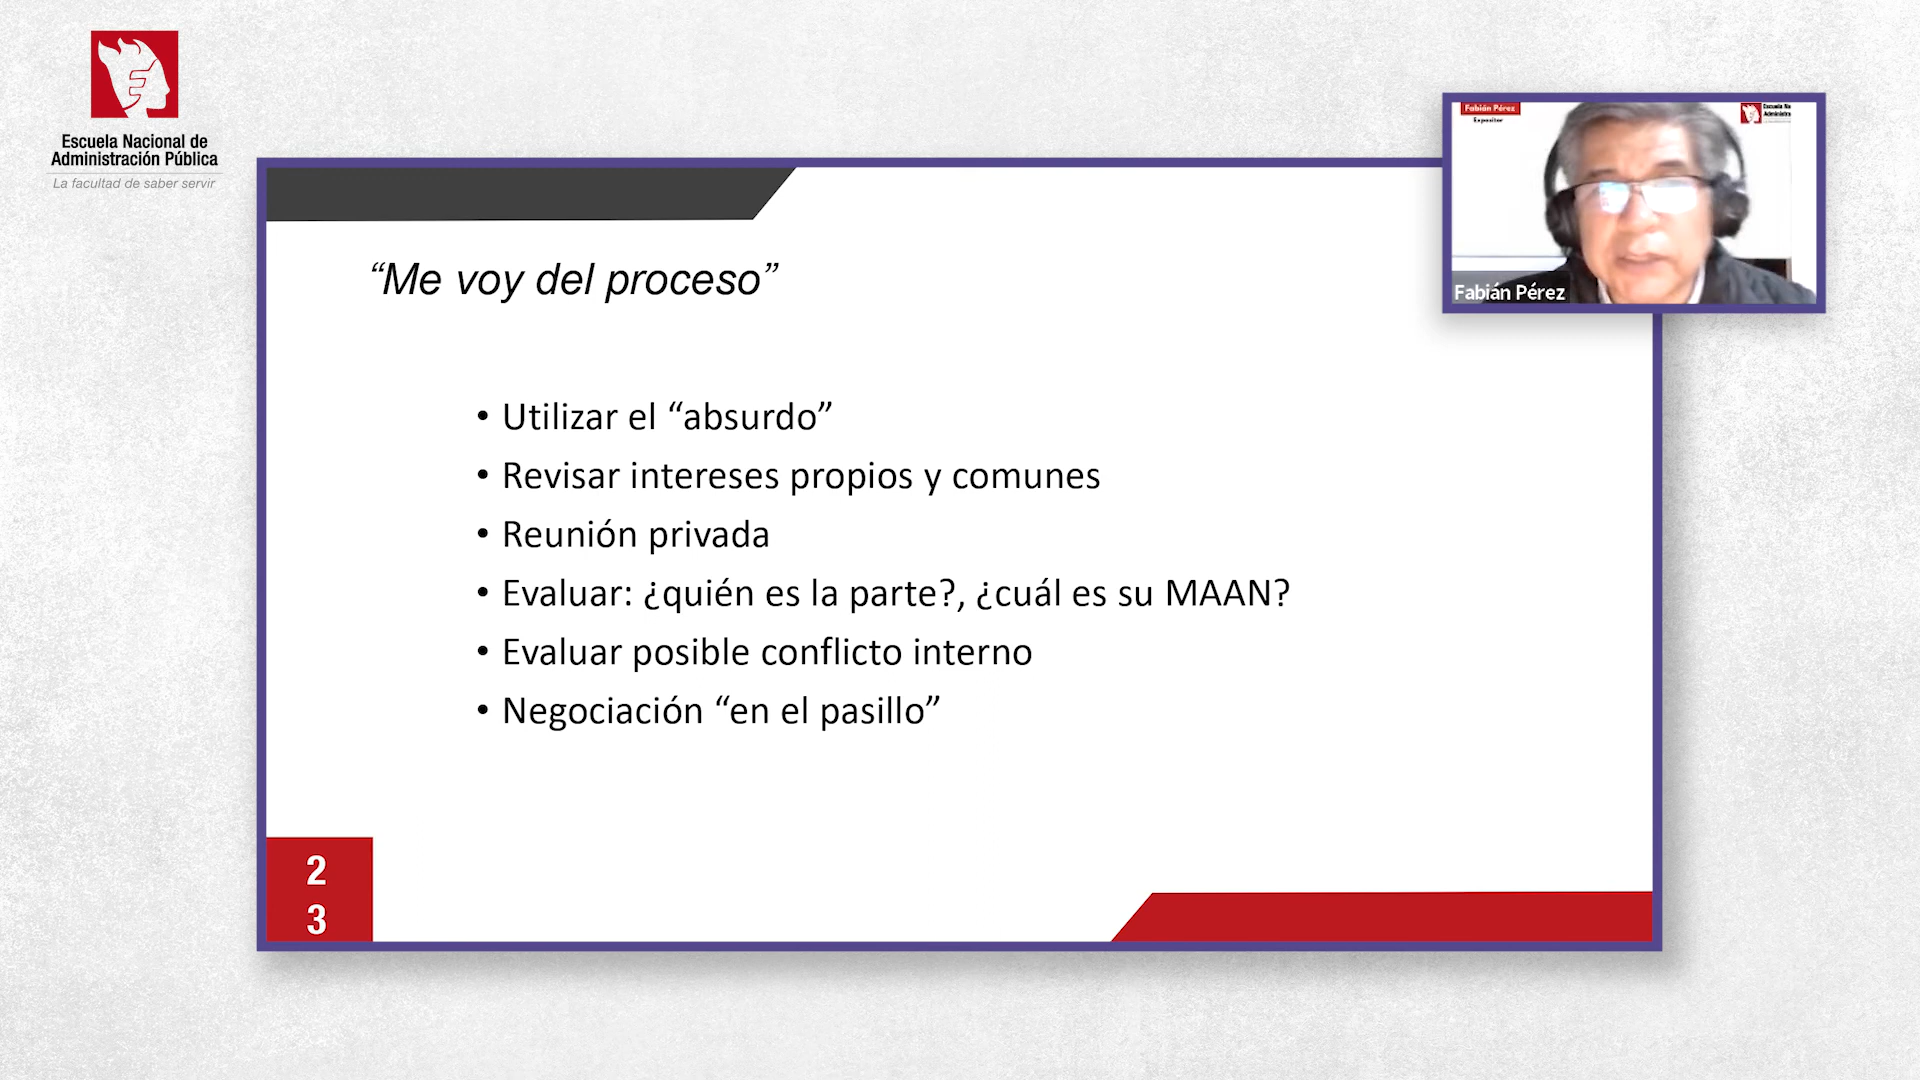 Escuela Nacional de
Administración Pública
La facultad de saber servir
Fabián Pérez
Expositor
Fabián Pérez
“Me voy del proceso”
• Utilizar el “absurdo”
• Revisar intereses propios y comunes
• Reunión privada
• Evaluar: ¿quién es la parte?, ¿cuál es su MAAN?
• Evaluar posible conflicto interno
• Negociación “en el pasillo”
2
3